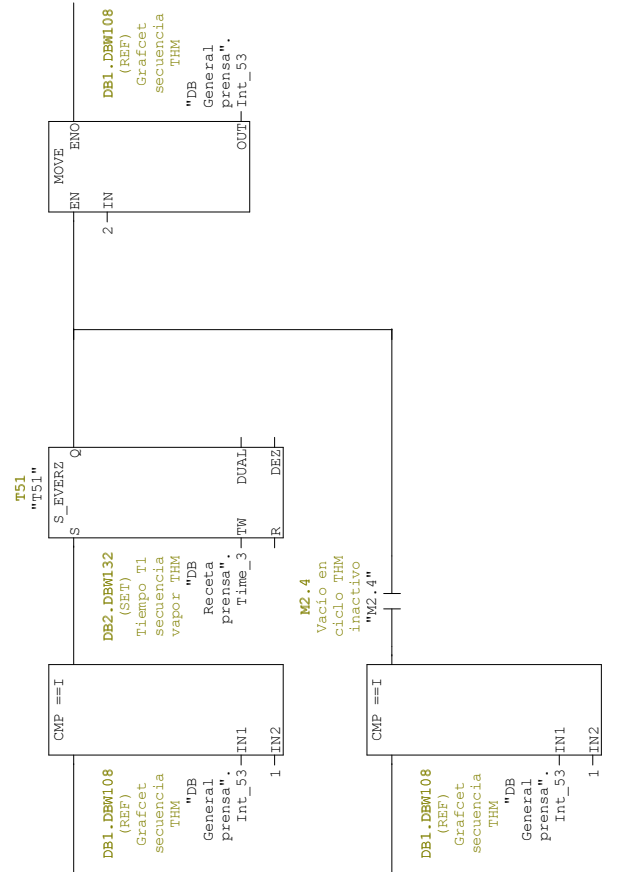 DB1.DBW108
(REF)
Grafcet
secuencia
THM
"DB
General
prensa".
Int_53
CMP ==I
IN1
1
IN2
DB2.DBW132
(SET)
Tiempo T1
secuencia
vapor THM
"DB
Receta
prensa".
Time_3
T51
"T51"
S_EVERZ
S
Q
TW
DUAL
R
DEZ
MOVE
EN
ENO
2
IN
OUT
DB1.DBW108
(REF)
Grafcet
secuencia
THM
"DB
General
prensa".
Int_53
DB1.DBW108
(REF)
Grafcet
secuencia
THM
"DB
General
prensa".
Int_53
CMP ==I
IN1
1
IN2
M2.4
Vacio en
ciclo THM
inactivo
"M2.4"